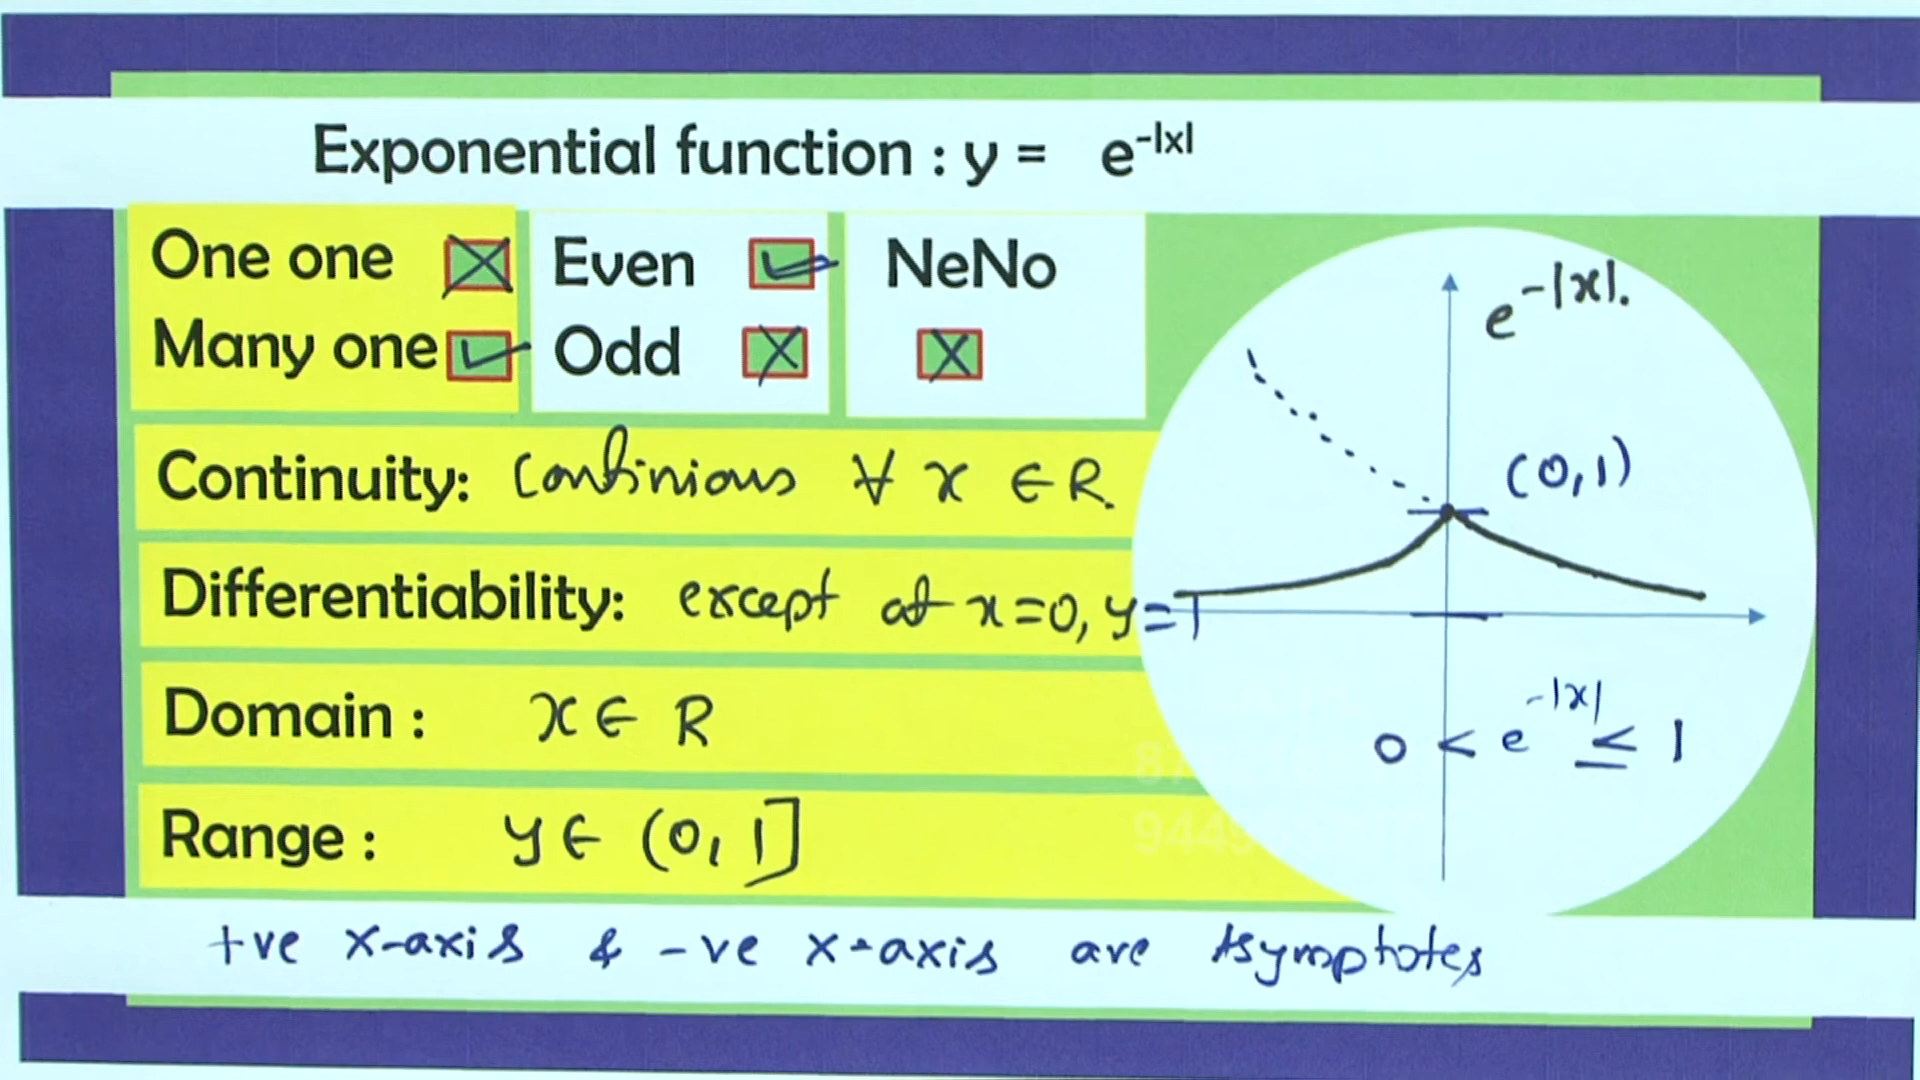 Exponential function : y = e^-|x|
One one Even NeNo
Many one Odd
Continuity: Continious ∀ x ∈ R.
Differentiability: except at x=0, y=1
Domain : x ∈ R
Range : y ∈ (0, 1]
+ve x-axis & -ve x-axis are Asymptotes
e^-|x|.
(0,1)
0 < e^-|x| ≤ 1